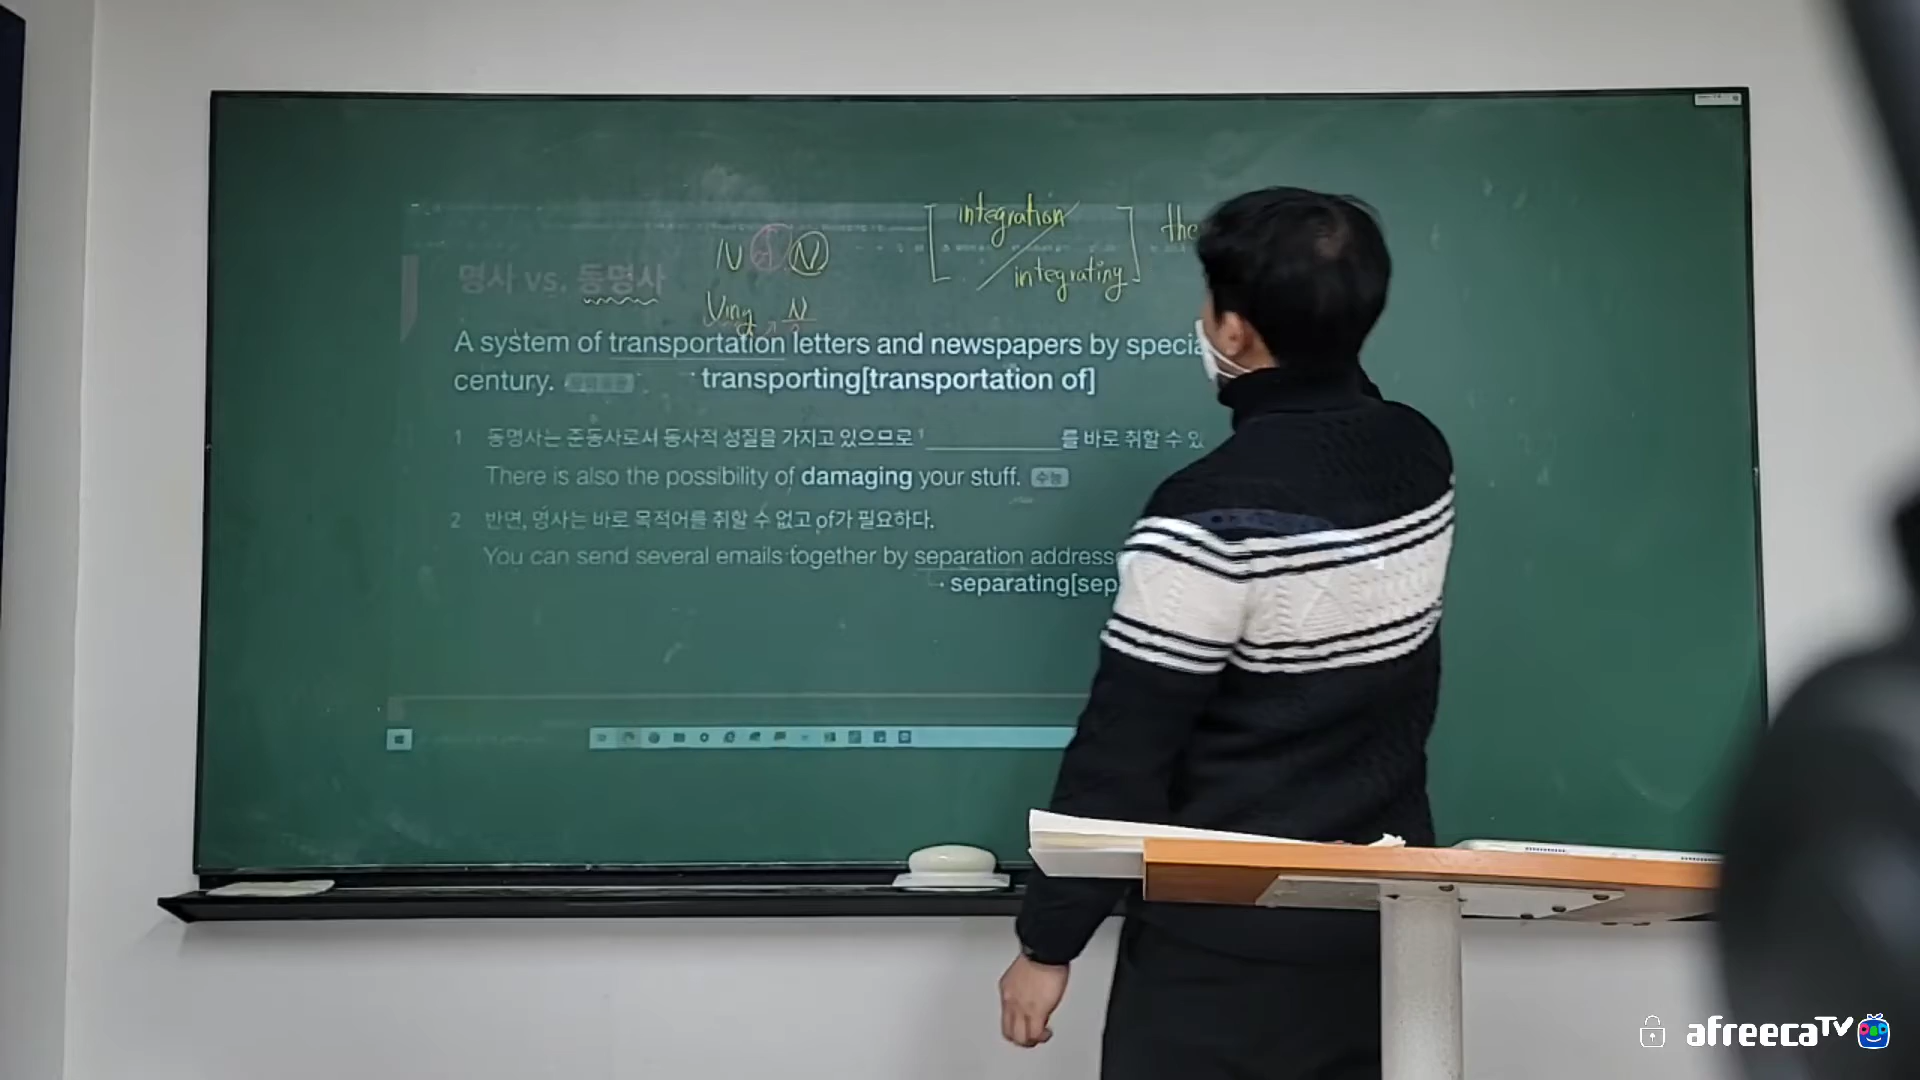 integration
integrating
the
N N
명사 vs. 동명사
Ving N
A system of transportation letters and newspapers by specia
century.
transporting[transportation of]
1 동명사는 준동사로서 동사적 성질을 가지고 있으므로 1 를 바로 취할 수 있
There is also the possibility of damaging your stuff. 수능
2 반면, 명사는 바로 목적어를 취할 수 없고 of가 필요하다.
You can send several emails together by separation address
separating[sep
afreecaTV